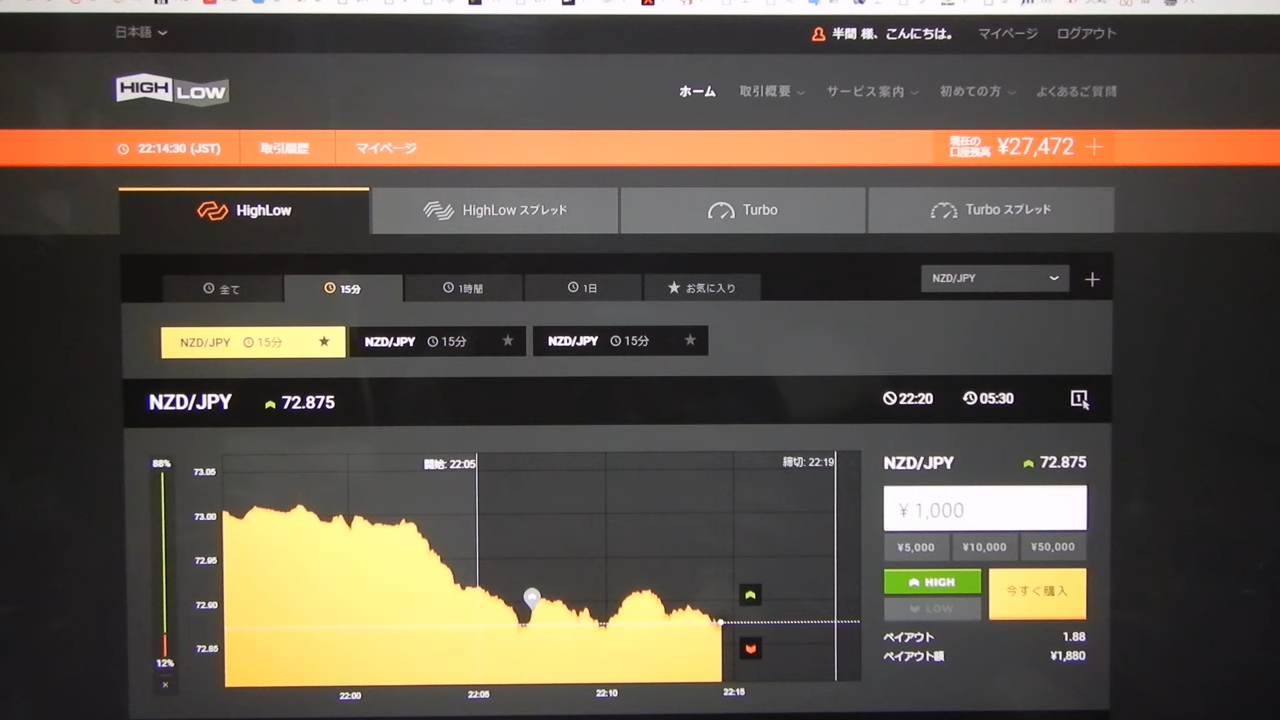 日本語
半間 様、こんにちは。 マイページ ログアウト
HIGH LOW
ホーム 取引概要 サービス案内 初めての方 よくあるご質問
22:14:30 (JST) 取引履歴 マイページ
現在の
口座残高 ¥27,472 +
HighLow HighLow スプレッド Turbo Turbo スプレッド
全て 15分 1時間 1日 お気に入り
NZD/JPY
NZD/JPY 15分 NZD/JPY 15分 NZD/JPY 15分
NZD/JPY 72.875
22:20 05:30
1
88%
73.05
73.00
72.95
72.90
72.85
12%
×
開始: 22:05
締切: 22:19
22:00 22:05 22:10 22:15
NZD/JPY 72.875
¥ 1,000
¥5,000 ¥10,000 ¥50,000
HIGH
LOW
今すぐ購入
ペイアウト 1.88
ペイアウト額 ¥1,880